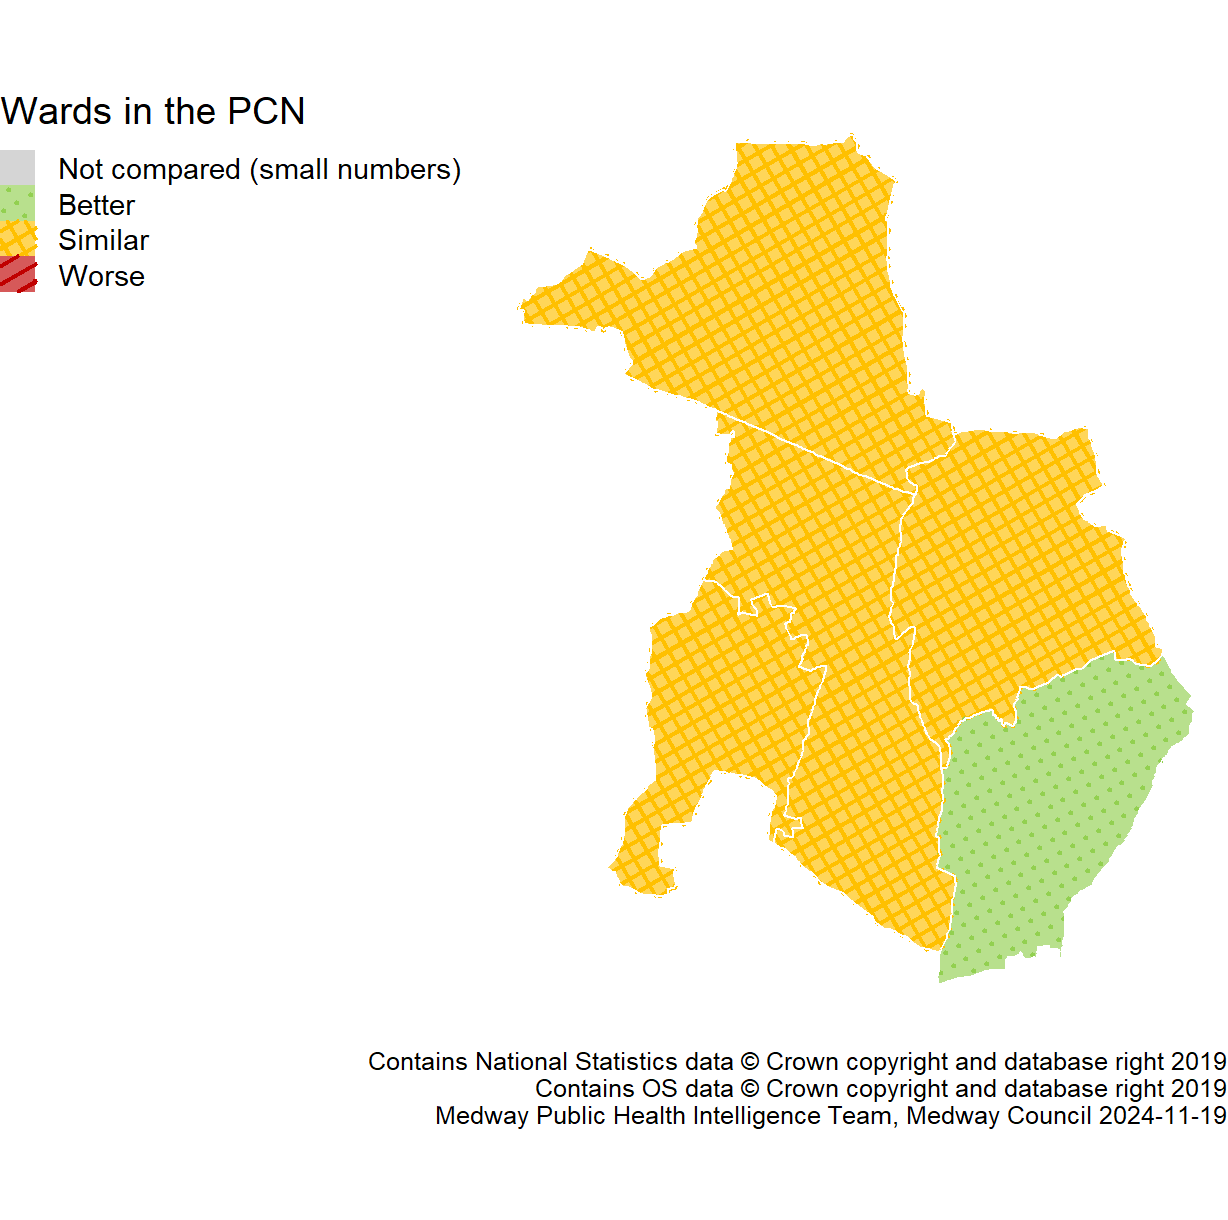 Wards in the PCN
Not compared (small numbers)
Better
Similar
Worse
Contains National Statistics data © Crown copyright and database right 2019
Contains OS data © Crown copyright and database right 2019
Medway Public Health Intelligence Team, Medway Council 2024-11-19